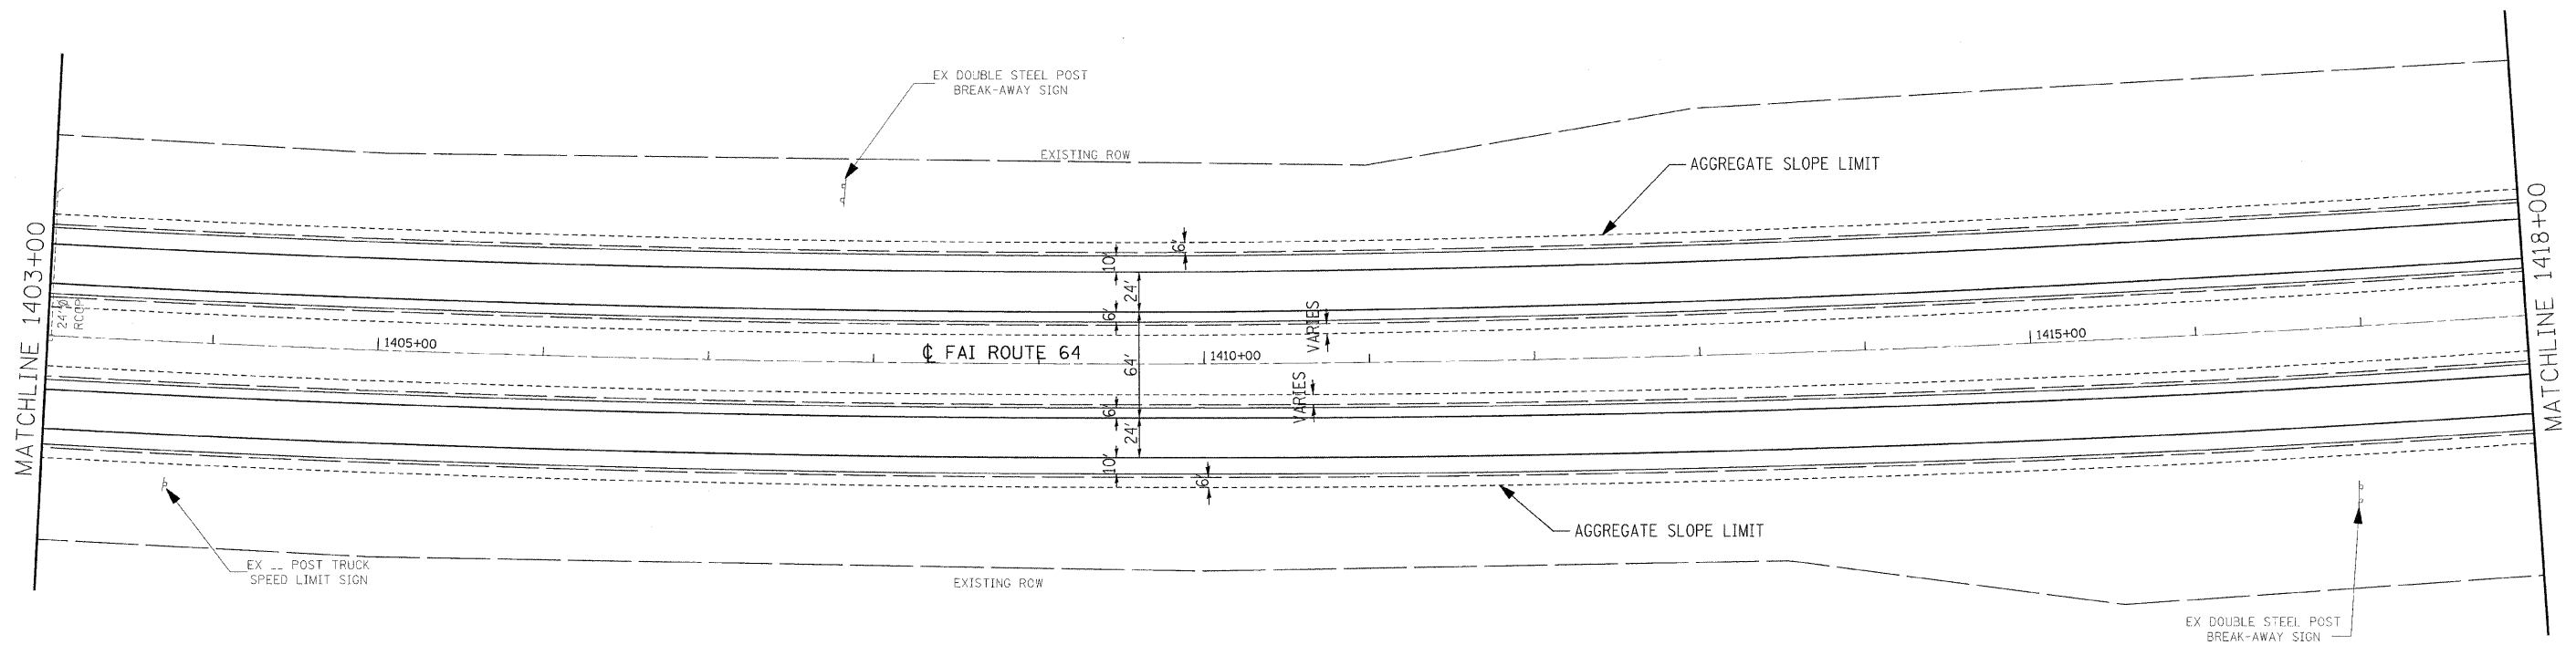 EX DOUBLE STEEL POST
BREAK-AWAY SIGN
EXISTING ROW
AGGREGATE SLOPE LIMIT
MATCHLINE 1403+00
MATCHLINE 1418+00
6'
10'
24'
6'
VARIES
24"Ø
RCCP
1405+00
℄ FAI ROUTE 64
1410+00
1415+00
64'
VARIES
6'
24'
10'
6'
AGGREGATE SLOPE LIMIT
EX __ POST TRUCK
SPEED LIMIT SIGN
EXISTING ROW
EX DOUBLE STEEL POST
BREAK-AWAY SIGN